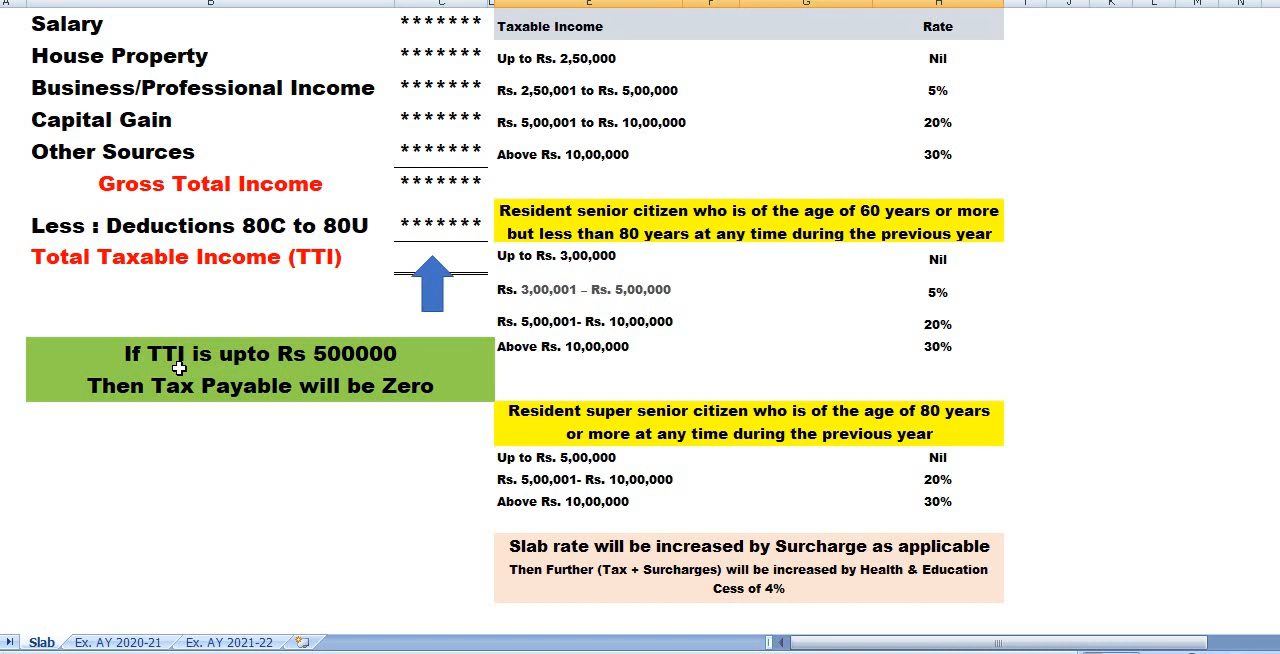 Salary *******
House Property *******
Business/Professional Income *******
Capital Gain *******
Other Sources *******
Gross Total Income *******
Less : Deductions 80C to 80U *******
Total Taxable Income (TTI)
If TTI is upto Rs 500000
Then Tax Payable will be Zero
Taxable Income Rate
Up to Rs. 2,50,000 Nil
Rs. 2,50,001 to Rs. 5,00,000 5%
Rs. 5,00,001 to Rs. 10,00,000 20%
Above Rs. 10,00,000 30%
Resident senior citizen who is of the age of 60 years or more
but less than 80 years at any time during the previous year
Up to Rs. 3,00,000 Nil
Rs. 3,00,001 – Rs. 5,00,000 5%
Rs. 5,00,001- Rs. 10,00,000 20%
Above Rs. 10,00,000 30%
Resident super senior citizen who is of the age of 80 years
or more at any time during the previous year
Up to Rs. 5,00,000 Nil
Rs. 5,00,001- Rs. 10,00,000 20%
Above Rs. 10,00,000 30%
Slab rate will be increased by Surcharge as applicable
Then Further (Tax + Surcharges) will be increased by Health & Education
Cess of 4%
Slab Ex. AY 2020-21 Ex. AY 2021-22